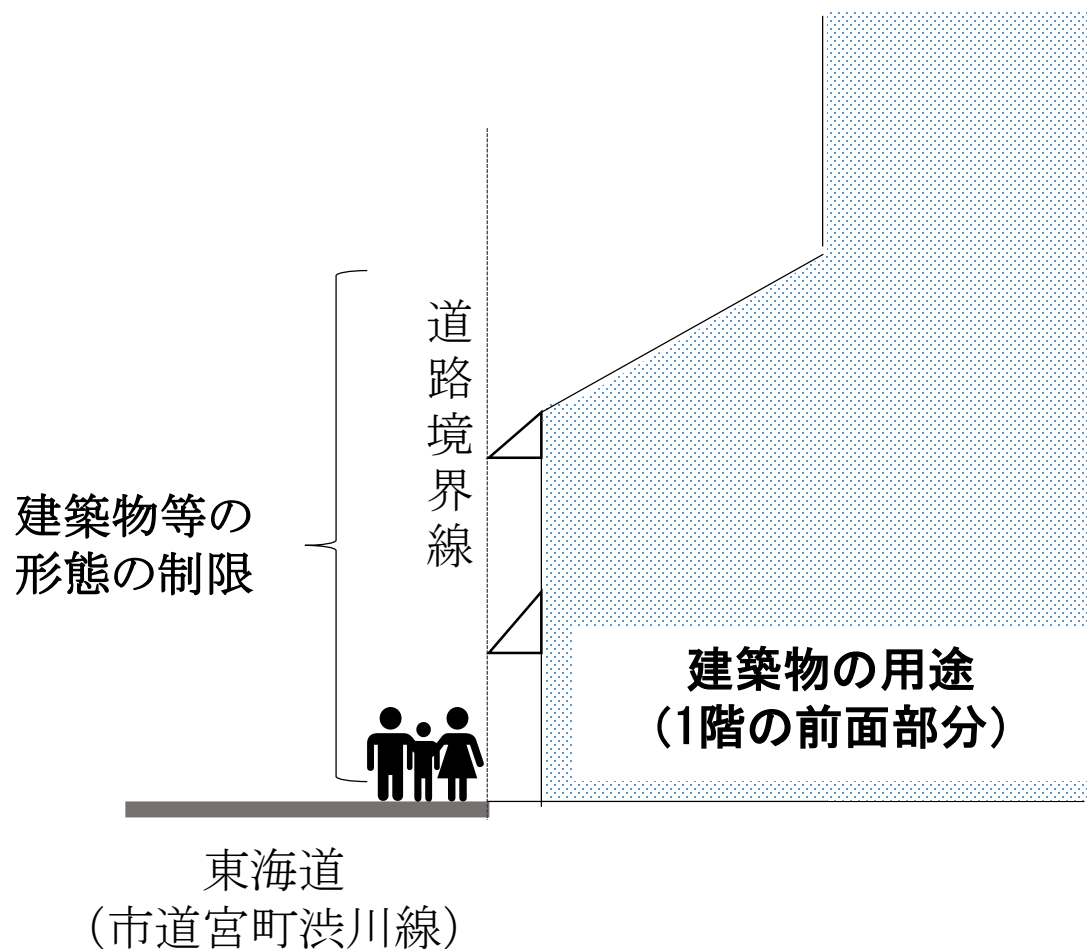 道路境界線
建築物等の
形態の制限
建築物の用途
(1階の前面部分)
東海道
(市道宮町渋川線)